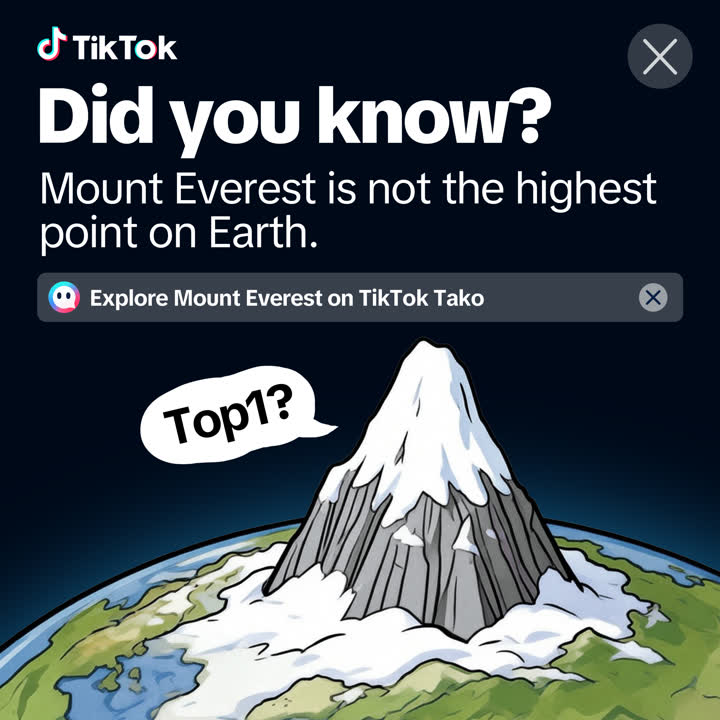 TikTok
Did you know?
Mount Everest is not the highest
point on Earth.
Explore Mount Everest on TikTok Tako
Top1?